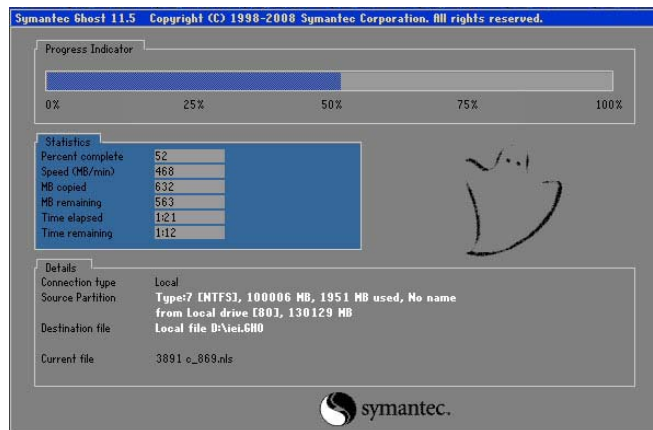 Symantec Ghost 11.5 Copyright (C) 1998-2008 Symantec Corporation. All rights reserved.
Progress Indicator
0% 25% 50% 75% 100%
Statistics
Percent complete 52
Speed (MB/min) 468
MB copied 632
MB remaining 563
Time elapsed 1:21
Time remaining 1:12
Details
Connection type Local
Source Partition Type:7 [NTFS], 100006 MB, 1951 MB used, No name
from Local drive [80], 130129 MB
Destination file Local file D:\iei.GHO
Current file 3891 c_869.nls
symantec.